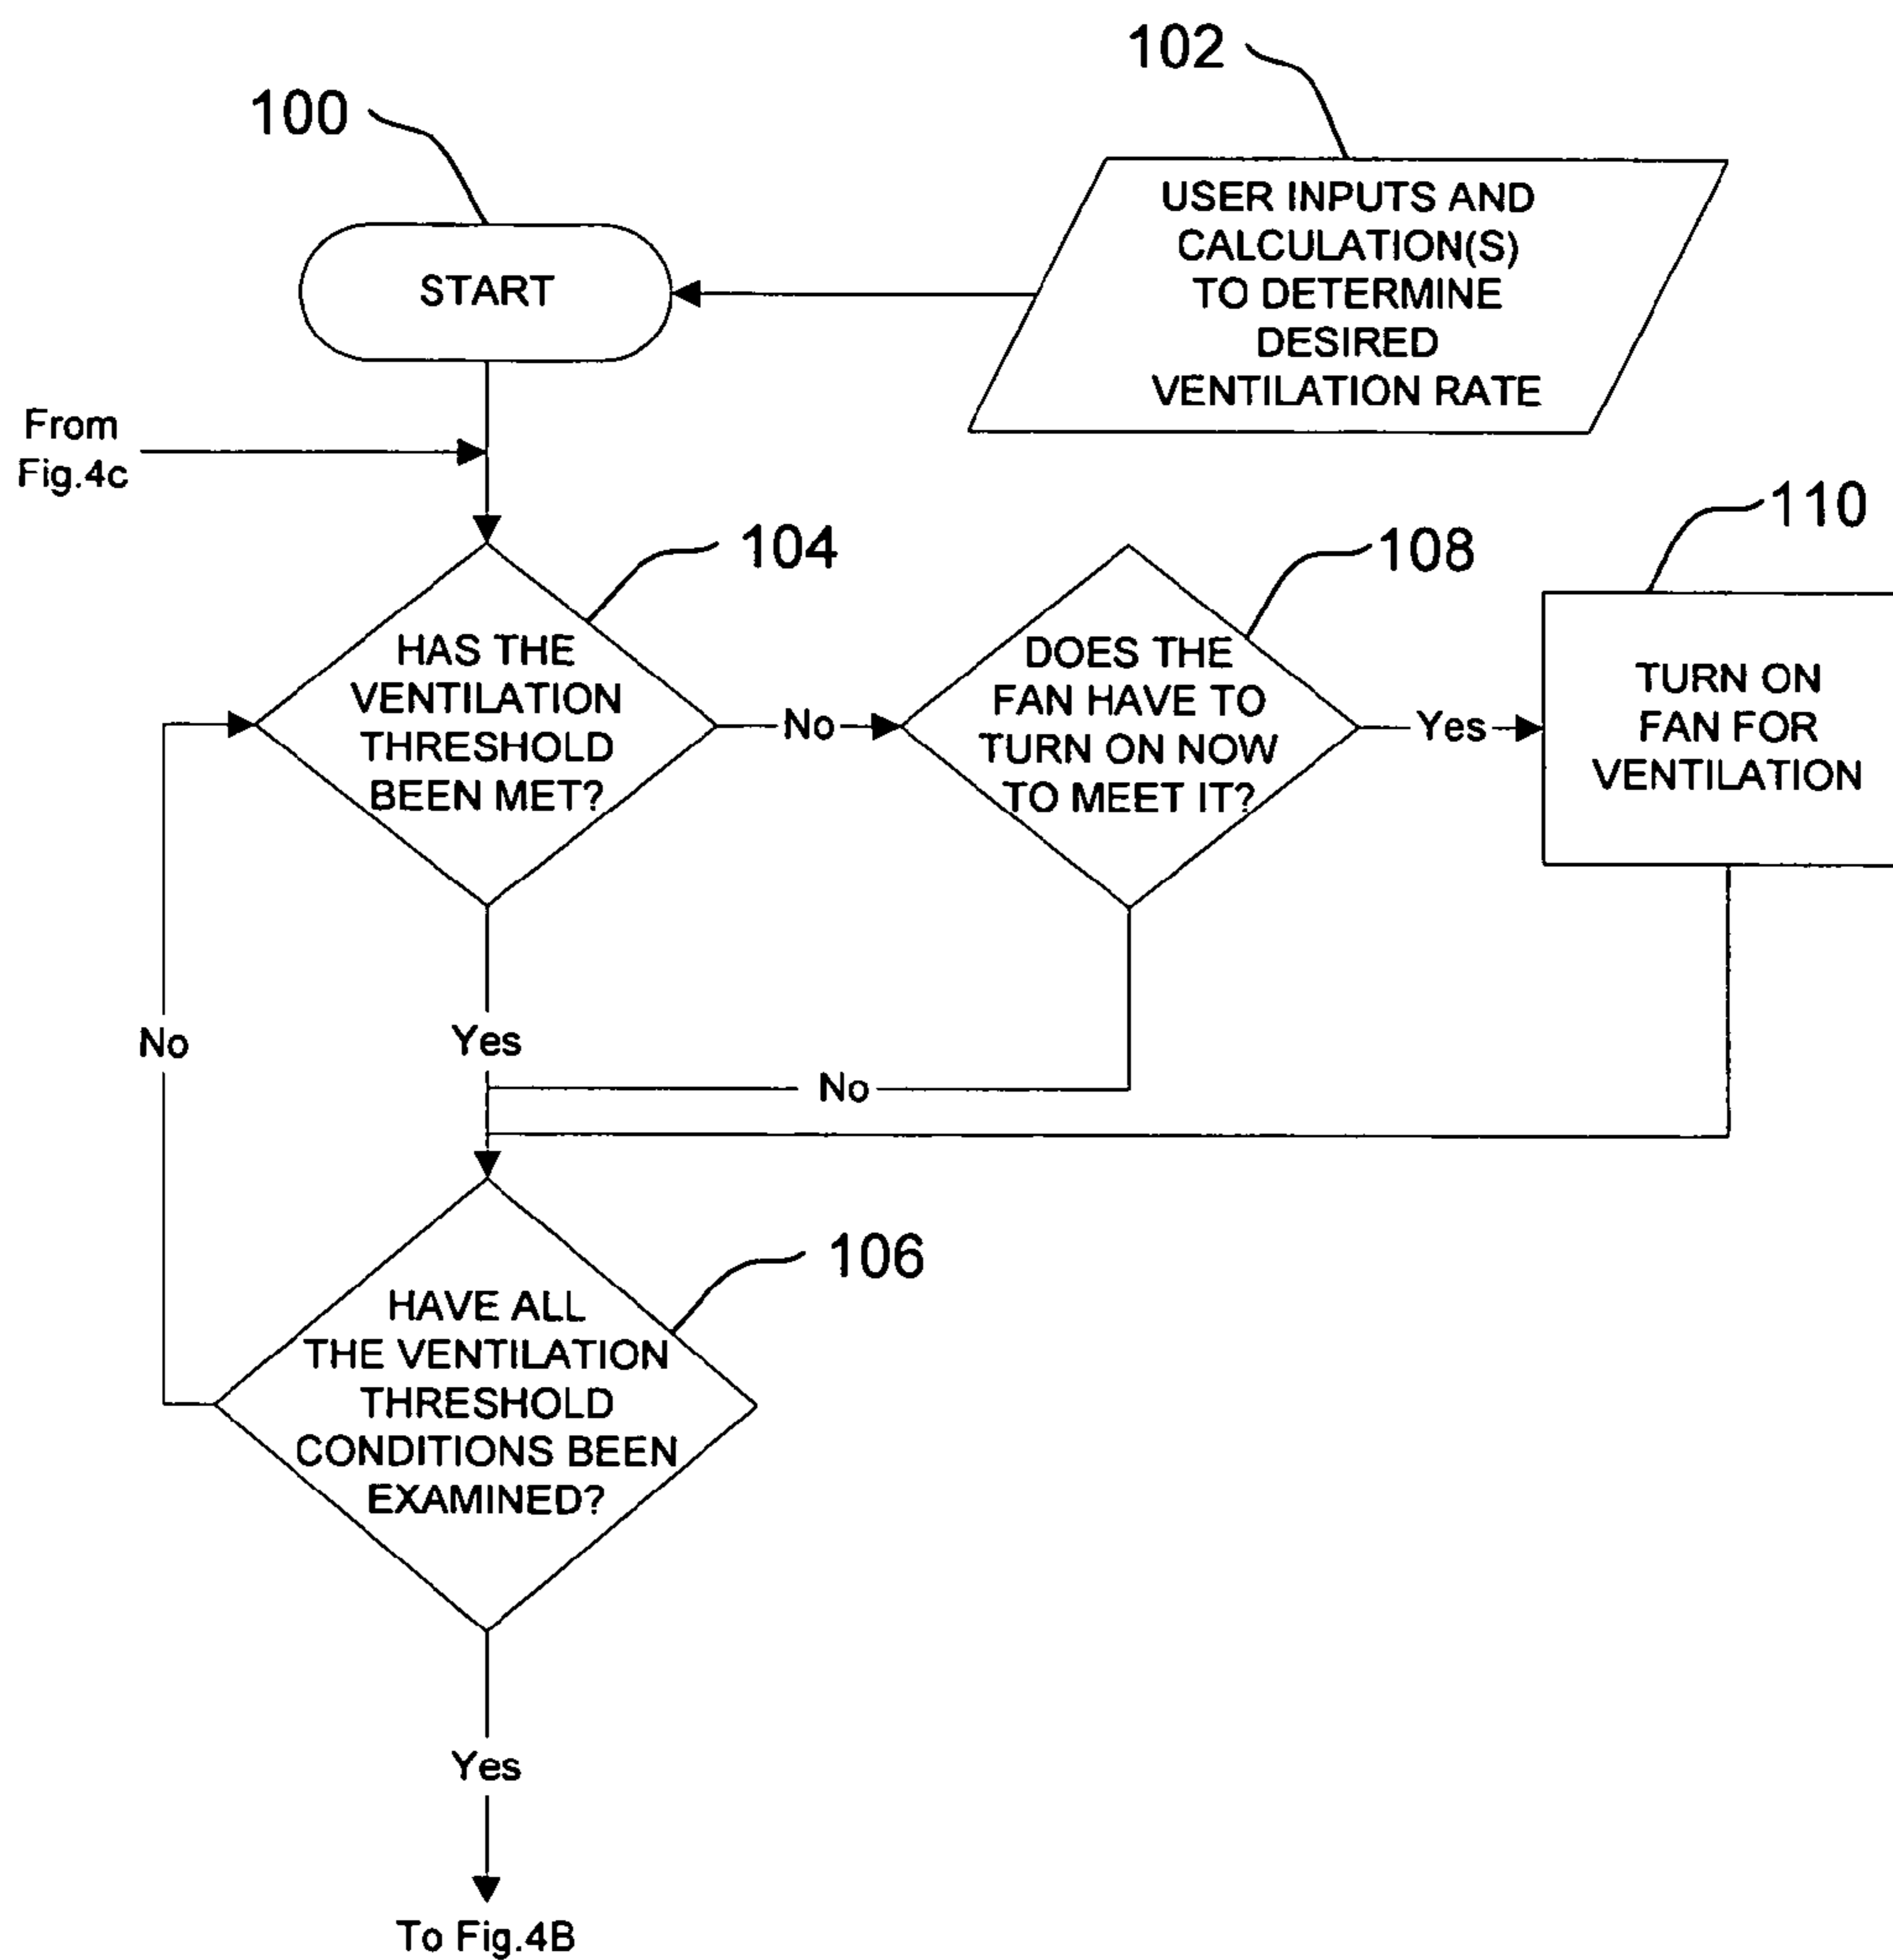 102
100
USER INPUTS AND
CALCULATION(S)
TO DETERMINE
DESIRED
VENTILATION RATE
START
From
Fig.4c
104
108
110
HAS THE
VENTILATION
THRESHOLD
BEEN MET?
No
DOES THE
FAN HAVE TO
TURN ON NOW
TO MEET IT?
Yes
TURN ON
FAN FOR
VENTILATION
No
Yes
No
106
HAVE ALL
THE VENTILATION
THRESHOLD
CONDITIONS BEEN
EXAMINED?
Yes
To Fig.4B